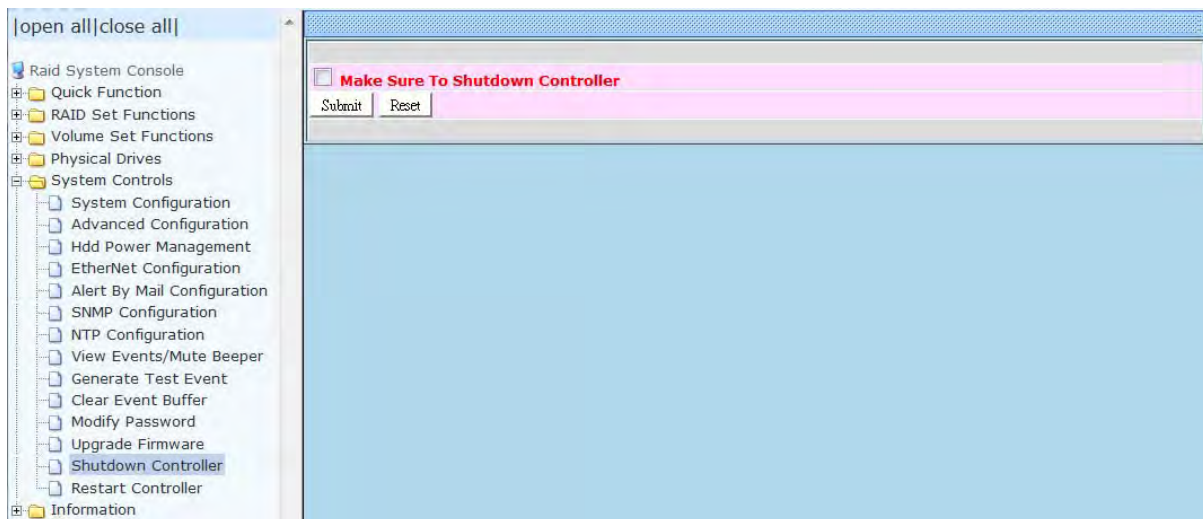 |open all|close all|
Raid System Console
Quick Function
RAID Set Functions
Volume Set Functions
Physical Drives
System Controls
System Configuration
Advanced Configuration
Hdd Power Management
EtherNet Configuration
Alert By Mail Configuration
SNMP Configuration
NTP Configuration
View Events/Mute Beeper
Generate Test Event
Clear Event Buffer
Modify Password
Upgrade Firmware
Shutdown Controller
Restart Controller
Information
Make Sure To Shutdown Controller
Submit Reset